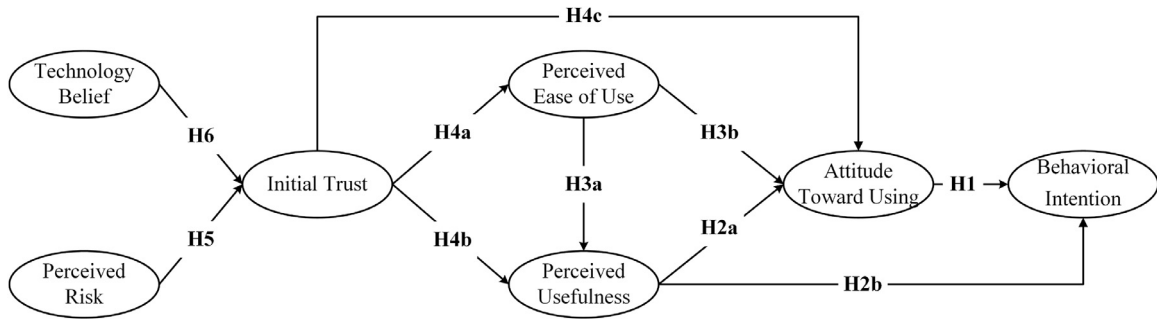 H4c
Technology
Belief
Perceived
Ease of Use
H6
H4a
H3b
Initial Trust
H3a
Attitude
Toward Using
H1
Behavioral
Intention
H5
H4b
H2a
Perceived
Risk
Perceived
Usefulness
H2b